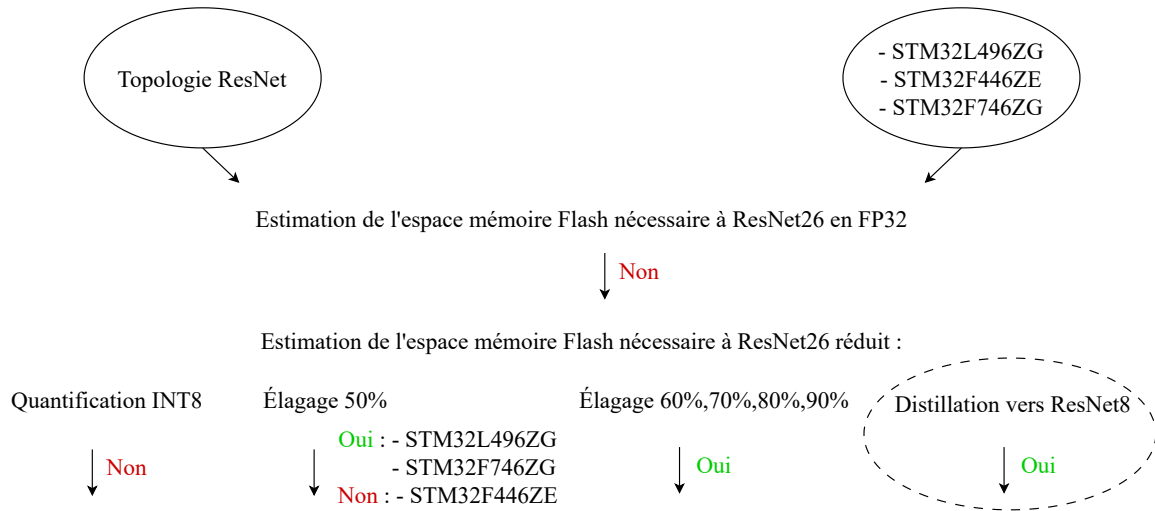 Topologie ResNet
- STM32L496ZG
- STM32F446ZE
- STM32F746ZG
Estimation de l'espace mémoire Flash nécessaire à ResNet26 en FP32
Non
Estimation de l'espace mémoire Flash nécessaire à ResNet26 réduit :
Quantification INT8
Non
Élagage 50%
Oui : - STM32L496ZG
- STM32F746ZG
Non : - STM32F446ZE
Élagage 60%,70%,80%,90%
Oui
Distillation vers ResNet8
Oui